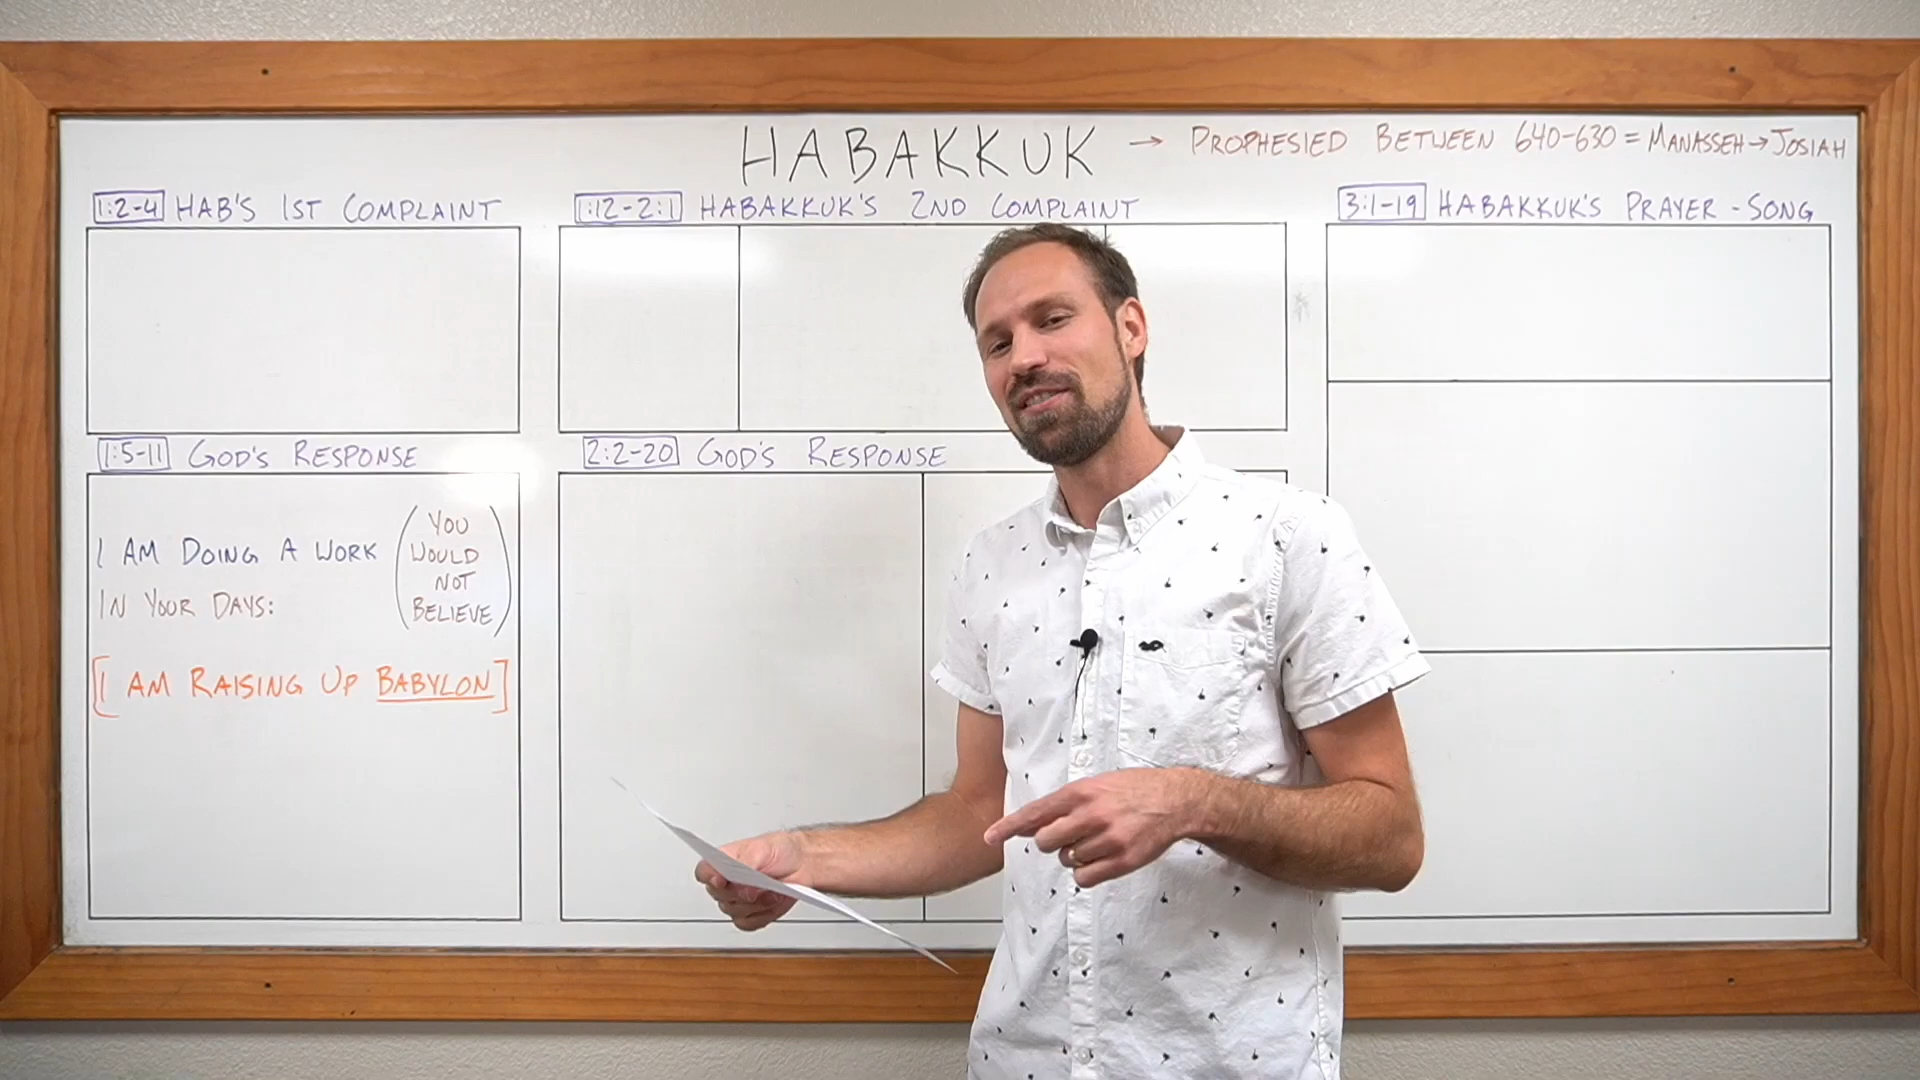 HABAKKUK → PROPHESIED BETWEEN 640-630 = MANASSEH → JOSIAH
1:2-4 HAB'S 1ST COMPLAINT
1:5-11 GOD'S RESPONSE
I AM DOING A WORK
IN YOUR DAYS:
(YOU
WOULD
NOT
BELIEVE)
[I AM RAISING UP BABYLON]
1:12-2:1 HABAKKUK'S 2ND COMPLAINT
2:2-20 GOD'S RESPONSE
3:1-19 HABAKKUK'S PRAYER-SONG